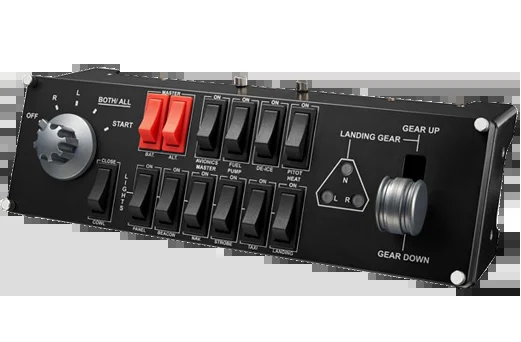 OFF
R
L
BOTH/ALL
START
MASTER
BAT.
ALT.
ON
ON
ON
ON
AVIONICS
MASTER
FUEL
PUMP
DE-ICE
PITOT
HEAT
CLOSE
COWL
LIGHTS
ON
ON
ON
ON
ON
ON
PANEL
BEACON
NAV
STROBE
TAXI
LANDING
GEAR UP
LANDING GEAR
N
L R
GEAR DOWN